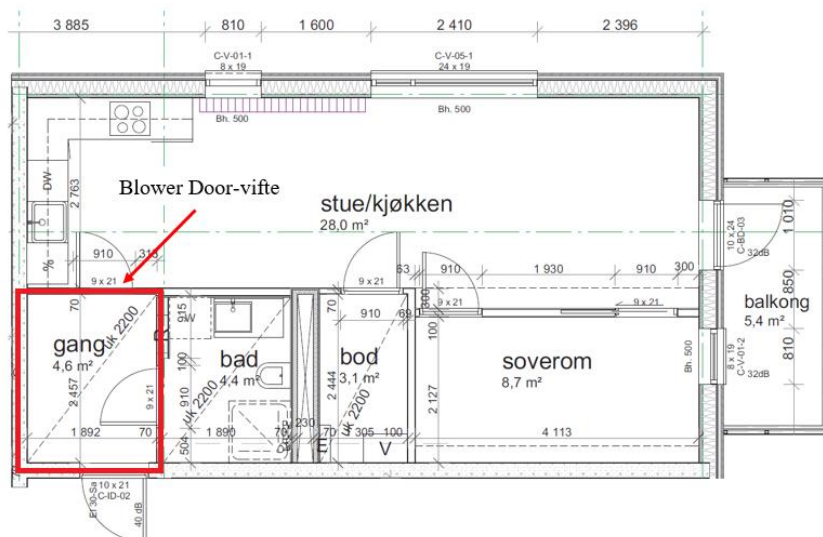 3 885
810
1 600
2 410
2 396
C-V-01-1
8 x 19
C-V-05-1
24 x 19
Bh. 500
Bh. 500
DW
2 763
Blower Door-vifte
stue/kjøkken
28,0 m²
910
313
9 x 21
910
1 930
910
300
63
9 x 21
9 x 21
9 x 21
300
10 x 24
C-BD-03
32dB
1 010
850
810
balkong
5,4 m²
8 x 19
C-V-01-2
32dB
Bh. 500
70
gang
4,6 m²
uk 2200
2 457
9 x 21
1 892
70
915
100
910
504
bad
4,4 m²
uk 2200
1 890
70
230
70
910
69
bod
3,1 m²
2 444
uk 2200
70
305
100
V
100
2 127
soverom
8,7 m²
4 113
EI 30-Sa
10 x 21
C-ID-02
40 dB